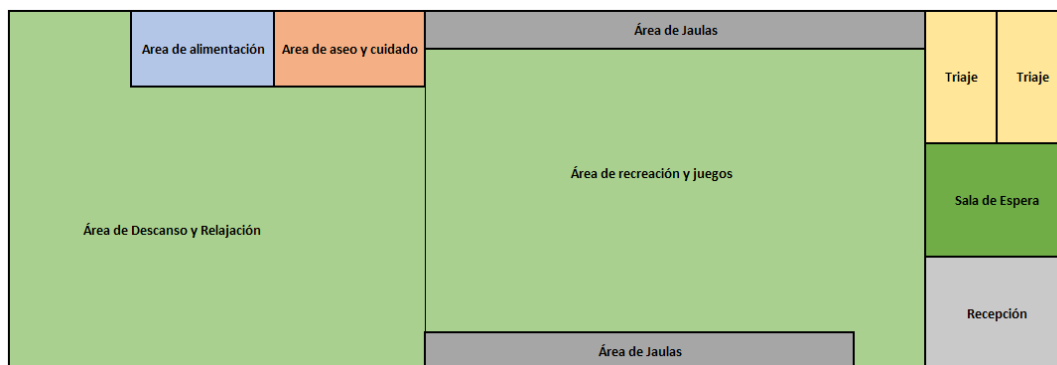 Area de alimentación
Area de aseo y cuidado
Área de Jaulas
Triaje
Triaje
Área de recreación y juegos
Sala de Espera
Área de Descanso y Relajación
Recepción
Área de Jaulas